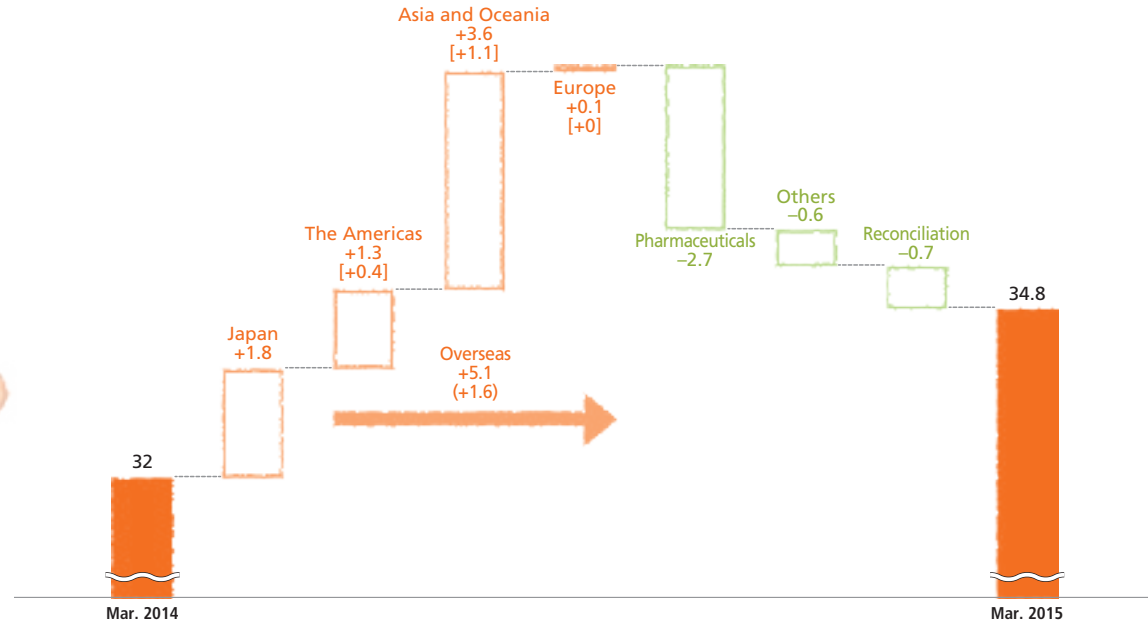 Asia and Oceania
+3.6
[+1.1]
Europe
+0.1
[+0]
Others
–0.6
The Americas
+1.3
[+0.4]
Pharmaceuticals
–2.7
Reconciliation
–0.7
34.8
Japan
+1.8
Overseas
+5.1
(+1.6)
32
Mar. 2014
Mar. 2015